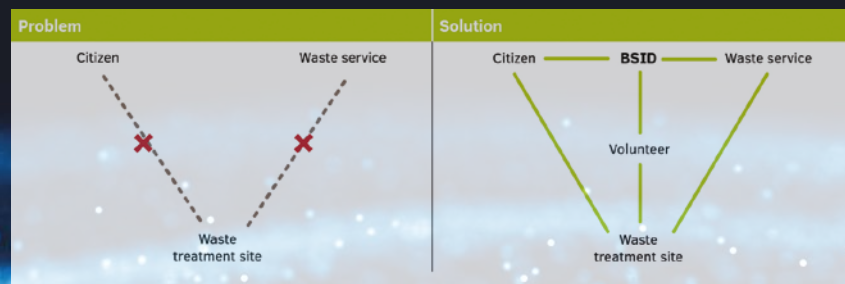 Problem
Citizen
Waste service
Waste
treatment site
Solution
Citizen
BSID
Waste service
Volunteer
Waste
treatment site